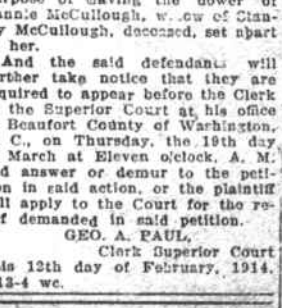 rpose of having the dower of
annie McCullough, w...ow of Stan-
y McCullough, deceased, set apart
her.
And the said defendants will
rther take notice that they are
quired to appear before the Clerk
the Superior Court at his office
Beaufort County of Washington,
C., on Thursday, the 19th day
March at Eleven o'clock, A. M.
d answer or demur to the peti-
on in said action, or the plaintiff
ll apply to the Court for the re-
f demanded in said petition.
GEO. A. PAUL,
Clerk Superior Court
is 12th day of February, 1914.
13-4 wc.